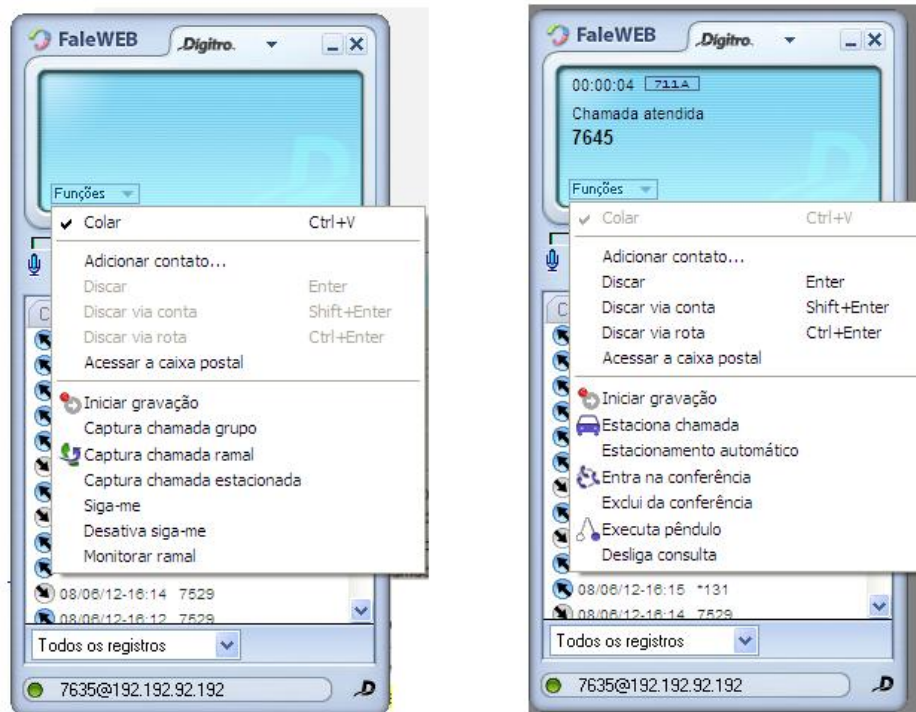 FaleWEB Dígitro
Funções
Colar Ctrl+V
Adicionar contato...
Discar Enter
Discar via conta Shift+Enter
Discar via rota Ctrl+Enter
Acessar a caixa postal
Iniciar gravação
Captura chamada grupo
Captura chamada ramal
Captura chamada estacionada
Siga-me
Desativa siga-me
Monitorar ramal
08/06/12-16:14 7529
08/06/12-16:12 7529
Todos os registros
7635@192.192.92.192
FaleWEB Dígitro
00:00:04 711A
Chamada atendida
7645
Funções
Colar Ctrl+V
Adicionar contato...
Discar Enter
Discar via conta Shift+Enter
Discar via rota Ctrl+Enter
Acessar a caixa postal
Iniciar gravação
Estaciona chamada
Estacionamento automático
Entra na conferência
Exclui da conferência
Executa pêndulo
Desliga consulta
08/06/12-16:15 *131
08/06/12-16:14 7529
Todos os registros
7635@192.192.92.192